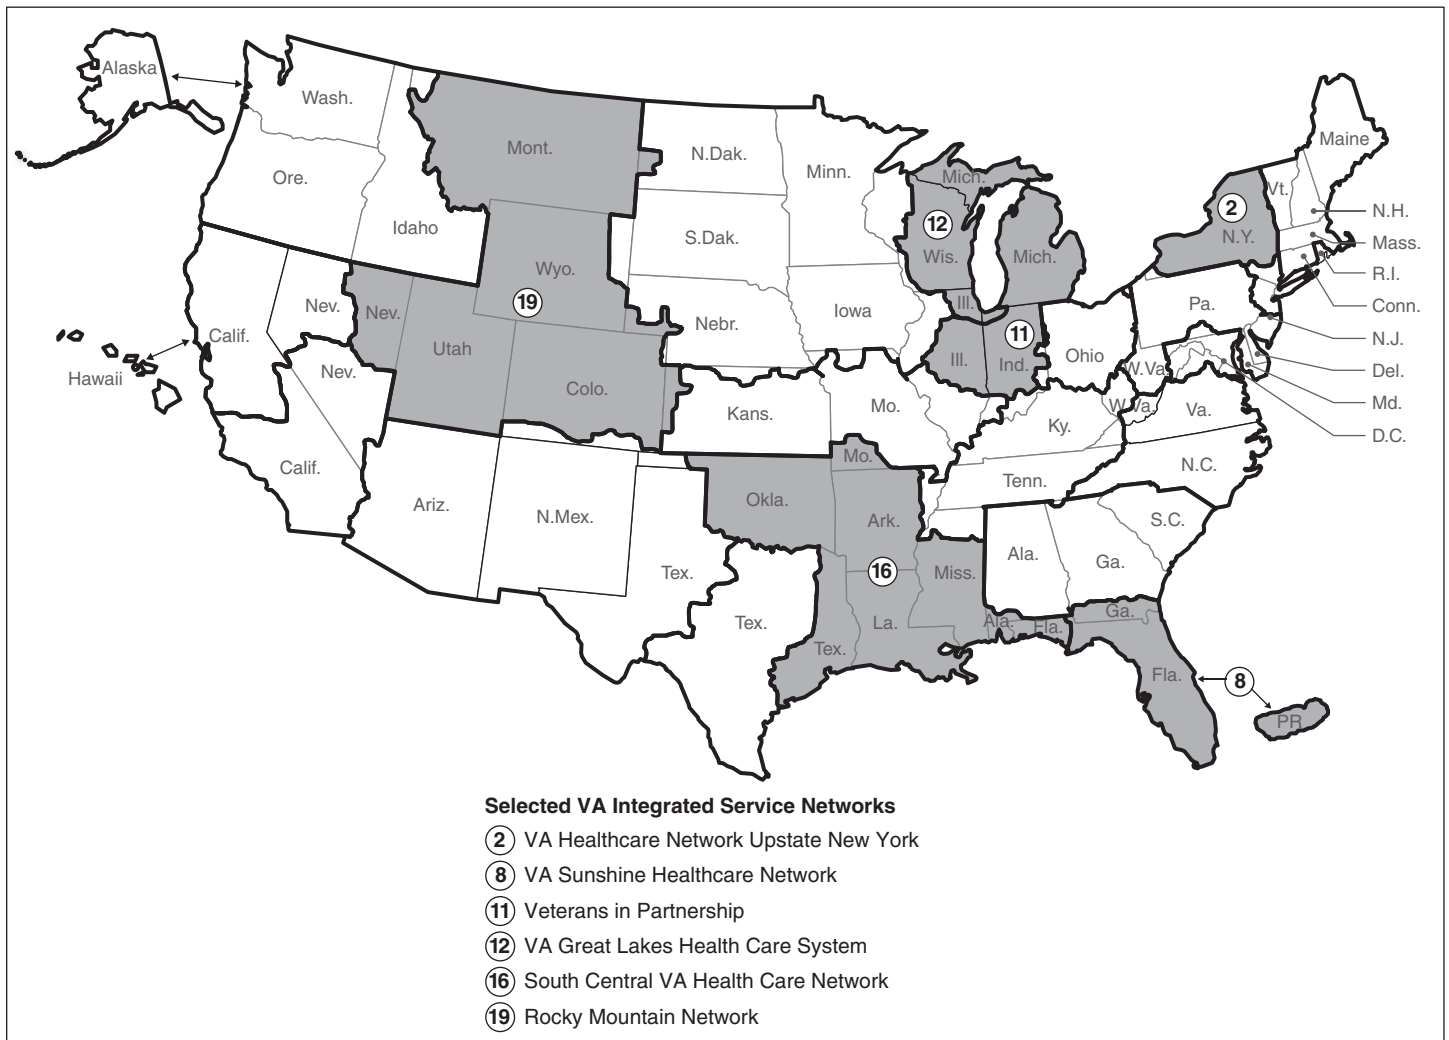 Alaska
Wash.
Mont.
N.Dak.
Minn.
Maine
Ore.
Idaho
Mich.
Vt.
2
N.H.
S.Dak.
12
N.Y.
Mass.
Wyo.
Wis.
Mich.
R.I.
19
Nev.
Nev.
Iowa
Ill.
Pa.
Conn.
Calif.
Nebr.
11
N.J.
Utah
Hawaii
Nev.
Colo.
Ill.
Ind.
Ohio
W.Va.
Del.
Kans.
Mo.
W.Va.
Va.
Md.
Ky.
D.C.
Calif.
Mo.
N.C.
Ariz.
Okla.
Tenn.
N.Mex.
Ark.
S.C.
Ala.
Ga.
Tex.
16
Miss.
Tex.
La.
Ala.
Fla.
Ga.
Tex.
Fla.
8
PR
Selected VA Integrated Service Networks
2 VA Healthcare Network Upstate New York
8 VA Sunshine Healthcare Network
11 Veterans in Partnership
12 VA Great Lakes Health Care System
16 South Central VA Health Care Network
19 Rocky Mountain Network